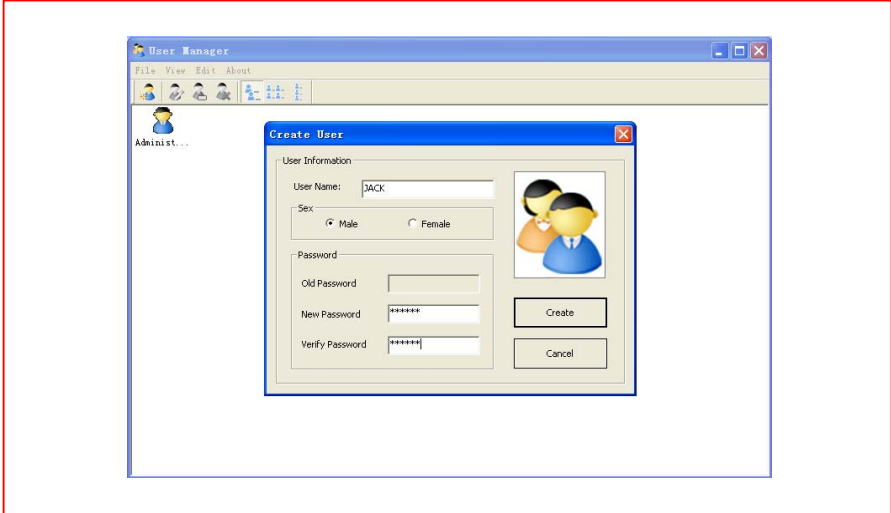 User Manager
File View Edit About
Administ...
Create User
User Information
User Name: JACK
Sex
Male Female
Password
Old Password
New Password ******
Verify Password ******
Create
Cancel